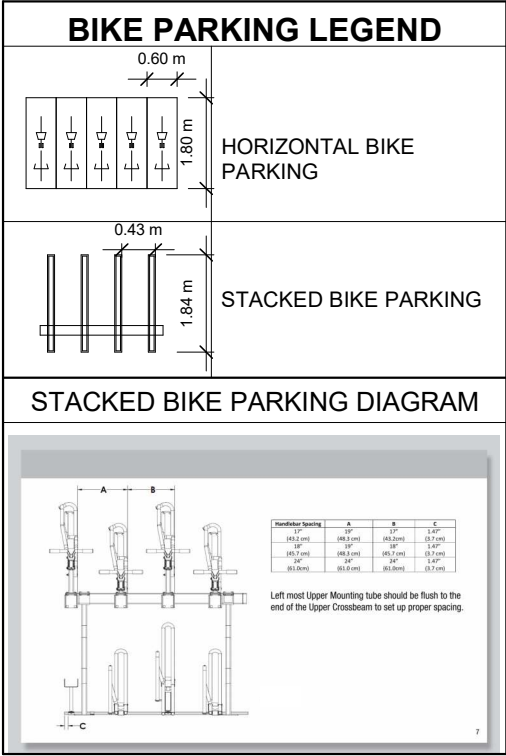 BIKE PARKING LEGEND
0.60 m
1.80 m
HORIZONTAL BIKE
PARKING
0.43 m
1.84 m
STACKED BIKE PARKING
STACKED BIKE PARKING DIAGRAM
A B
Handlebar Spacing A B C
17" 19" 17" 1.47"
(43.2 cm) (48.3 cm) (43.2cm) (3.7 cm)
18" 19" 18" 1.47"
(45.7 cm) (48.3 cm) (45.7 cm) (3.7 cm)
24" 24" 24" 1.47"
(61.0cm) (61.0 cm) (61.0cm) (3.7 cm)
Left most Upper Mounting tube should be flush to the
end of the Upper Crossbeam to set up proper spacing.
C
7